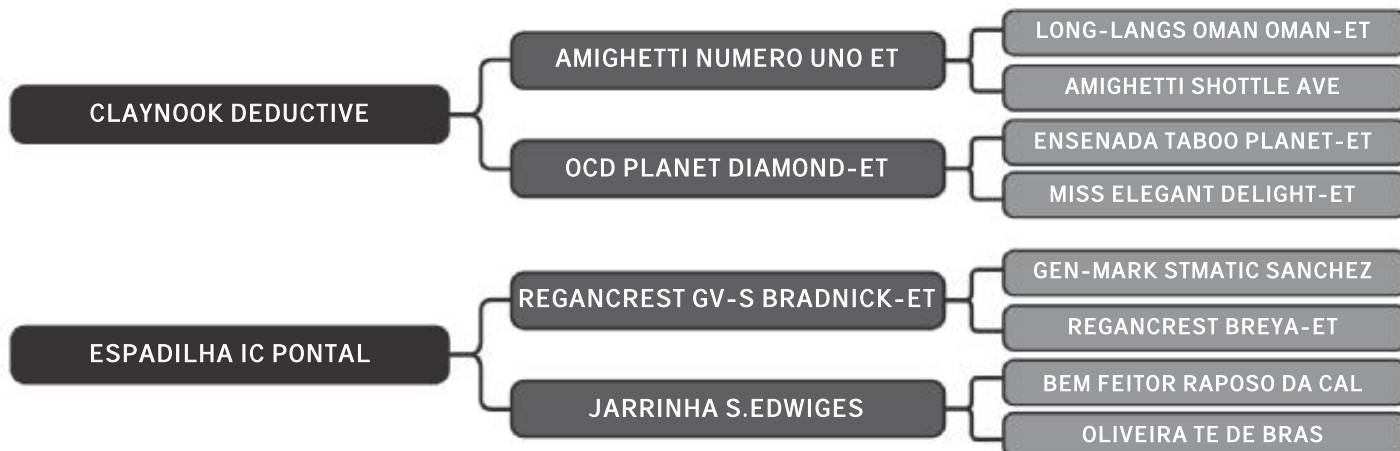 LONG-LANGS OMAN OMAN-ET
AMIGHETTI NUMERO UNO ET
AMIGHETTI SHOTTLE AVE
CLAYNOOK DEDUCTIVE
ENSENADA TABOO PLANET-ET
OCD PLANET DIAMOND-ET
MISS ELEGANT DELIGHT-ET
GEN-MARK STMATIC SANCHEZ
REGANCREST GV-S BRADNICK-ET
REGANCREST BREYA-ET
ESPADILHA IC PONTAL
BEM FEITOR RAPOSO DA CAL
JARRINHA S.EDWIGES
OLIVEIRA TE DE BRAS